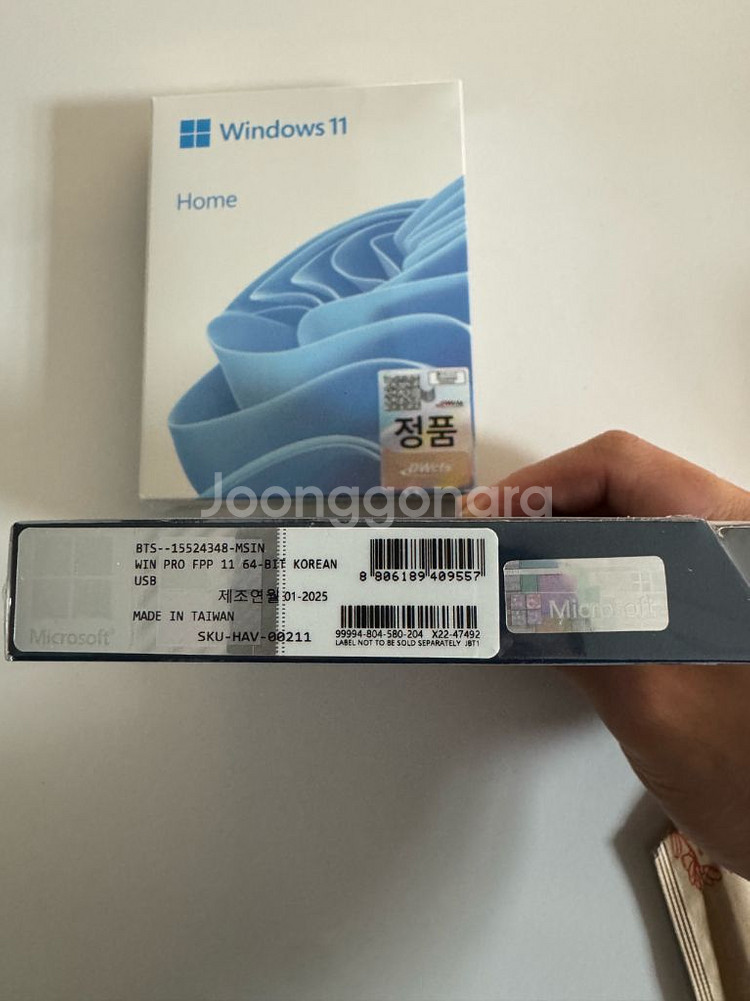 Windows 11
Home
정품
DWcts
Joonggonara
BTS--15524348-MSIN
WIN PRO FPP 11 64-BIT KOREAN
USB
제조연월 01-2025
MADE IN TAIWAN
SKU-HAV-00211
Microsoft
8 806189 409557
99994-804-580-204 X22-47492
LABEL NOT TO BE SOLD SEPARATELY JBT1
Microsoft